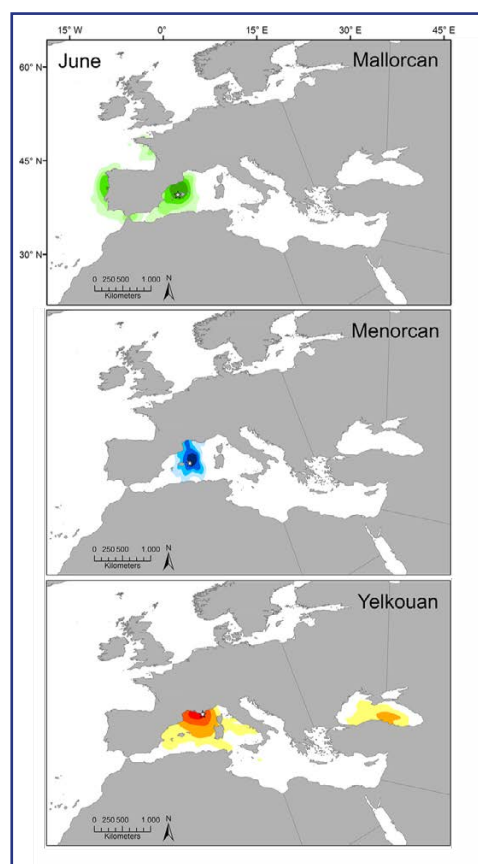 15° W 0° 15° E 30° E 45° E
60° N
June Mallorcan
45° N
30° N
N
0 250 500 1.000
Kilometers
Menorcan
N
0 250 500 1.000
Kilometers
Yelkouan
N
0 250 500 1.000
Kilometers